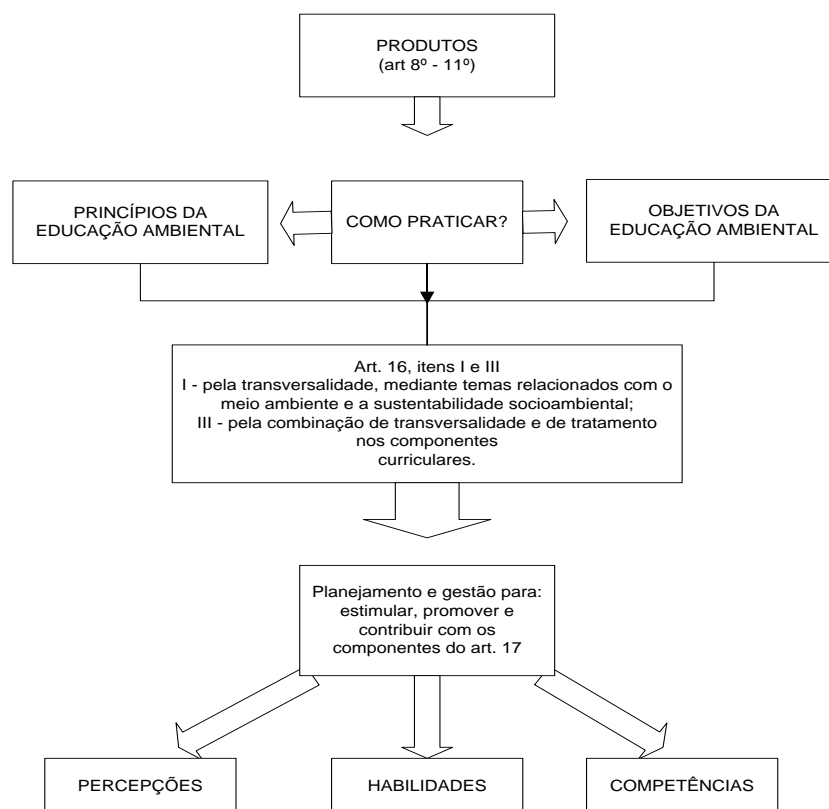 PRODUTOS
(art 8º - 11º)
PRINCÍPIOS DA
EDUCAÇÃO AMBIENTAL
COMO PRATICAR?
OBJETIVOS DA
EDUCAÇÃO AMBIENTAL
Art. 16, itens I e III
I - pela transversalidade, mediante temas relacionados com o
meio ambiente e a sustentabilidade socioambiental;
III - pela combinação de transversalidade e de tratamento
nos componentes
curriculares.
Planejamento e gestão para:
estimular, promover e
contribuir com os
componentes do art. 17
PERCEPÇÕES
HABILIDADES
COMPETÊNCIAS